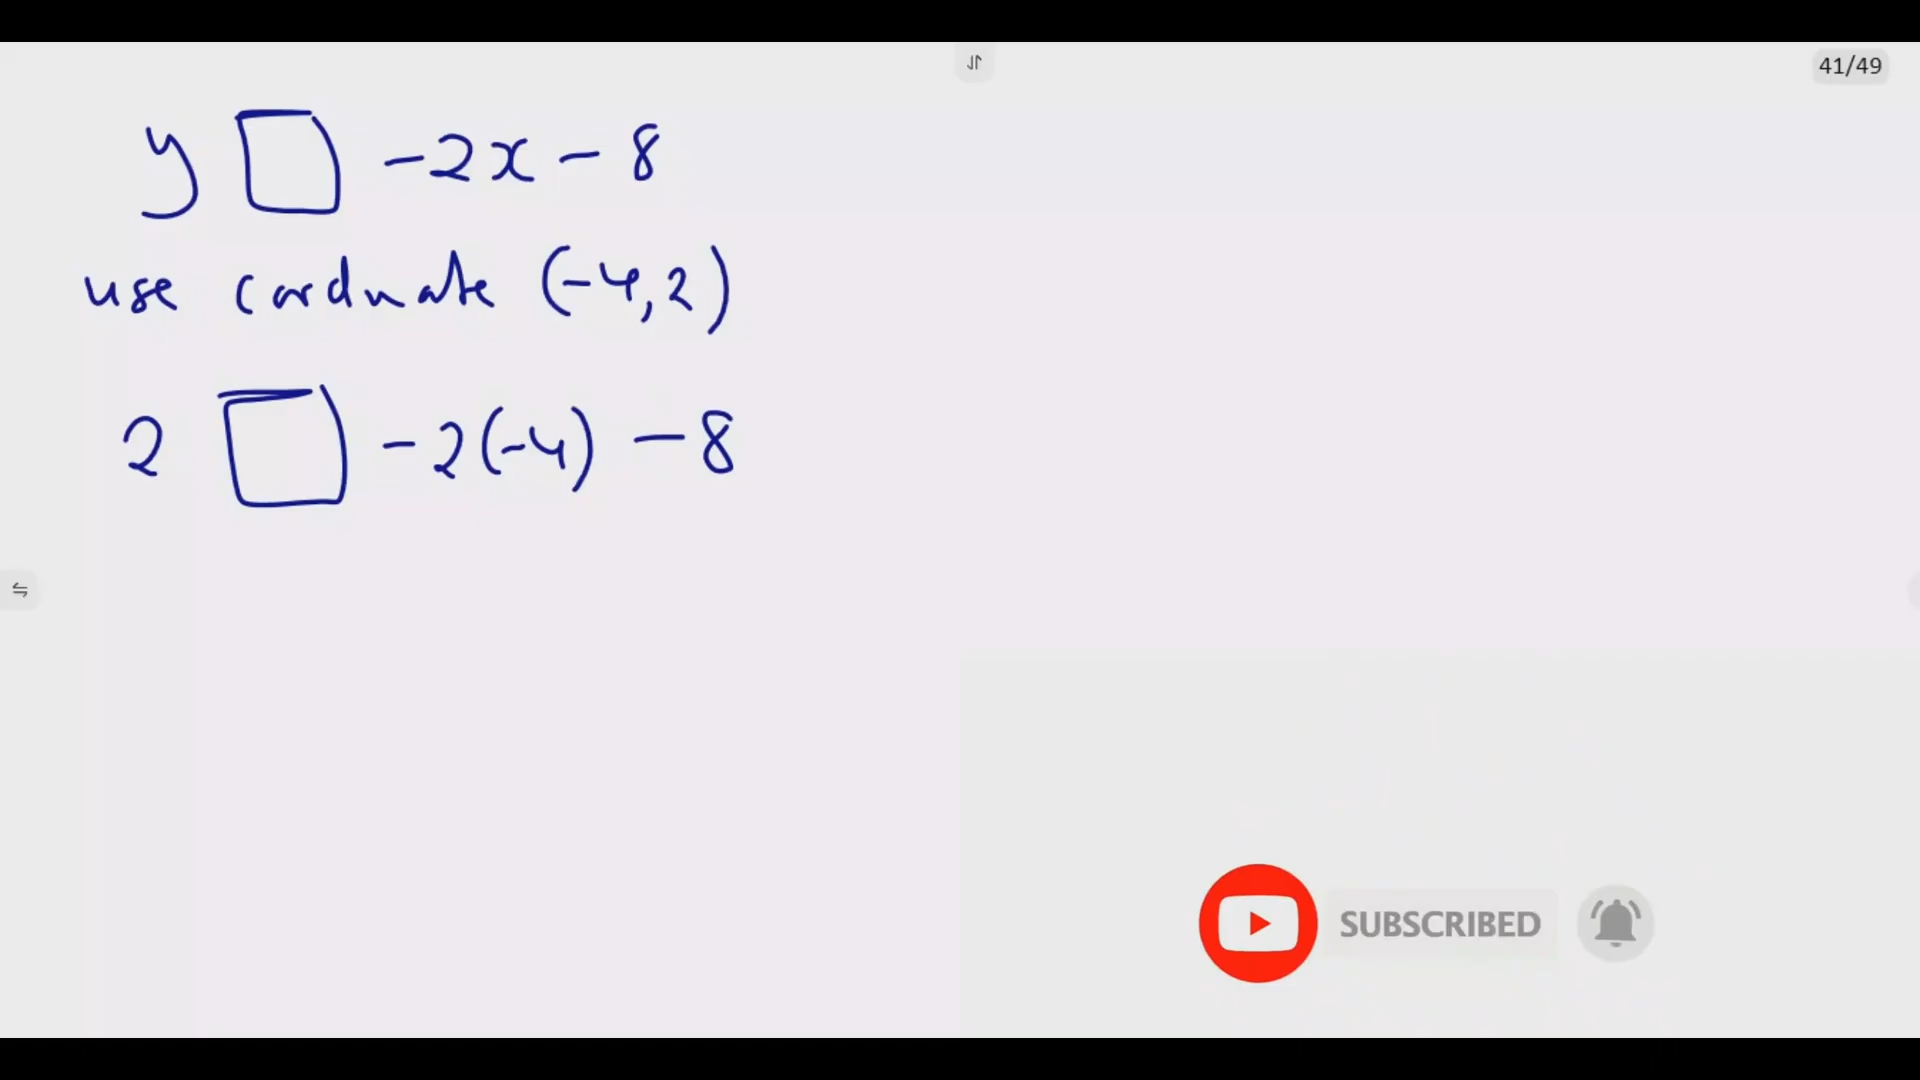 41/49
y □ -2x - 8
use cordnate (-4,2)
2 □ -2(-4) - 8
SUBSCRIBED